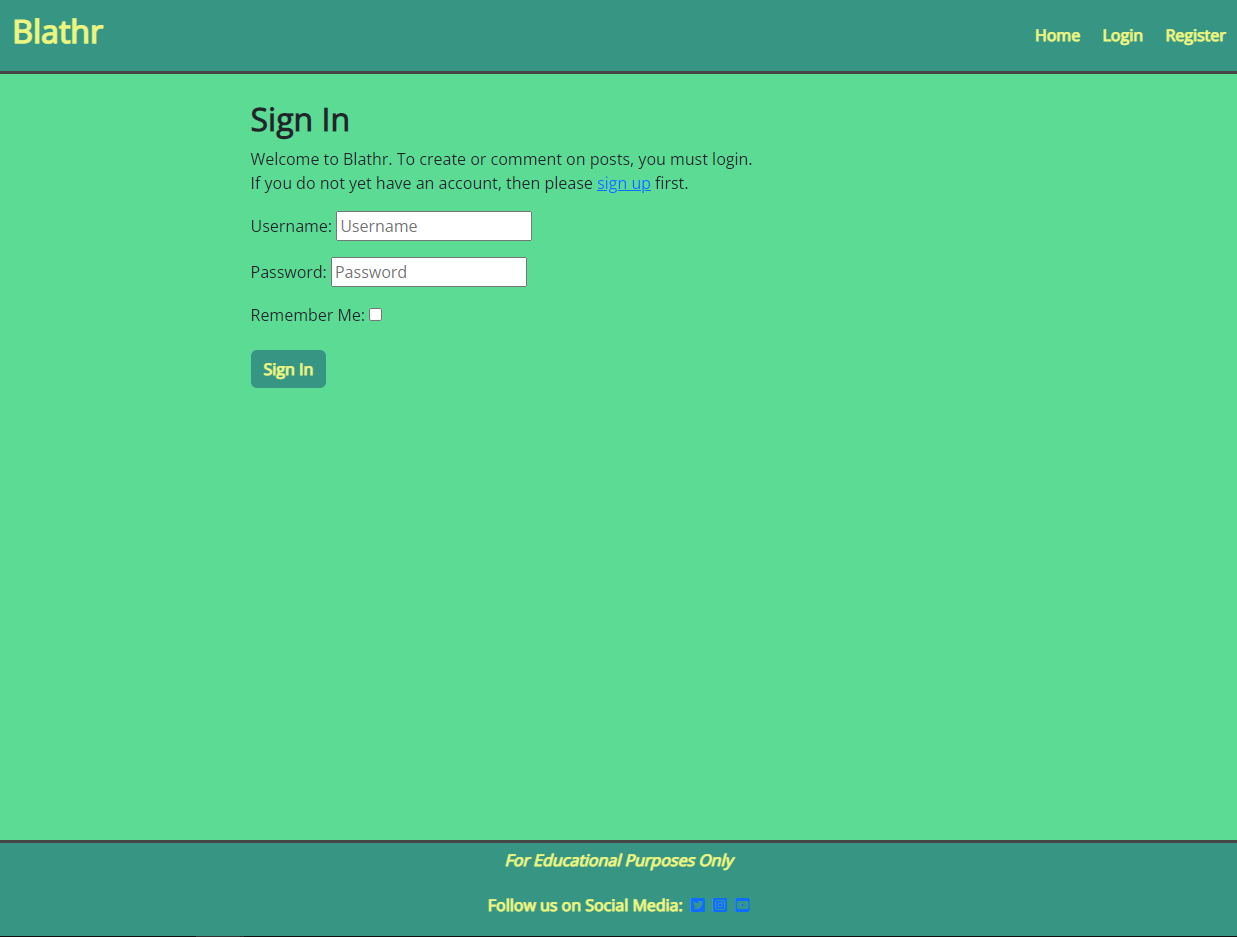 Blathr
Home Login Register
Sign In
Welcome to Blathr. To create or comment on posts, you must login.
If you do not yet have an account, then please sign up first.
Username: Username
Password: Password
Remember Me:
Sign In
For Educational Purposes Only
Follow us on Social Media: